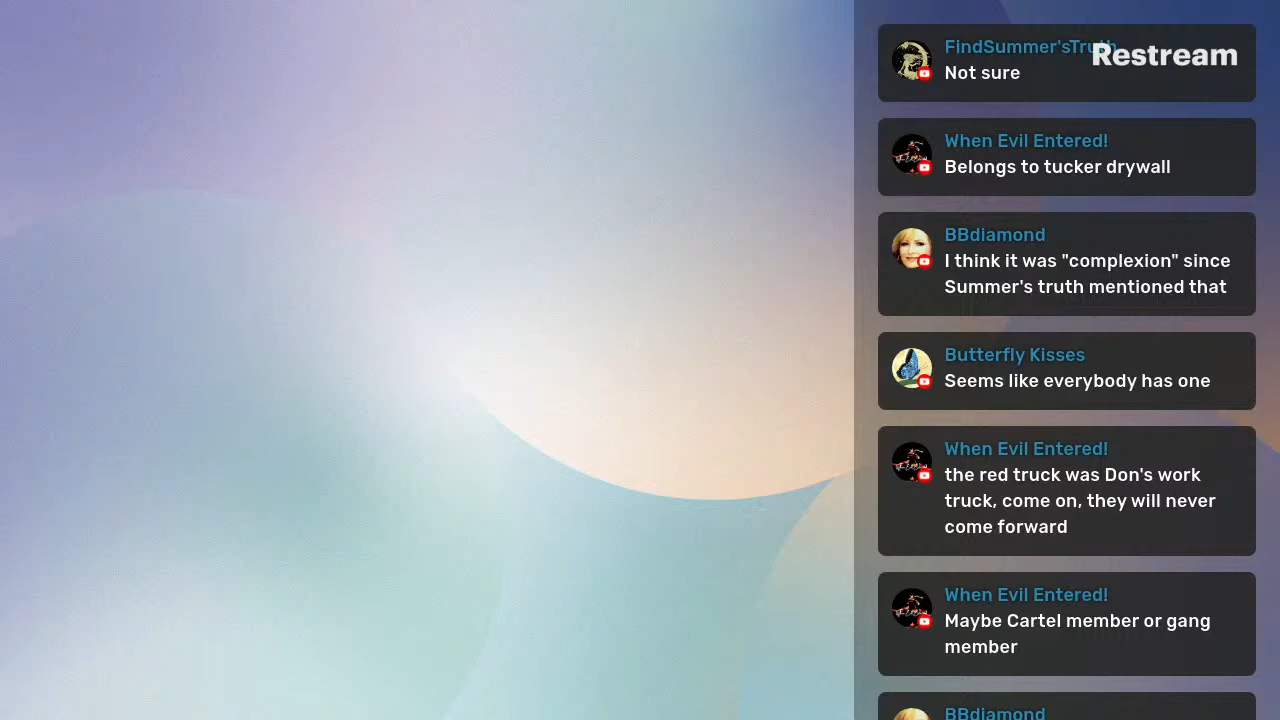 FindSummer'sTruth
Restream
Not sure
When Evil Entered!
Belongs to tucker drywall
BBdiamond
I think it was "complexion" since
Summer's truth mentioned that
Butterfly Kisses
Seems like everybody has one
When Evil Entered!
the red truck was Don's work
truck, come on, they will never
come forward
When Evil Entered!
Maybe Cartel member or gang
member
BBdiamond